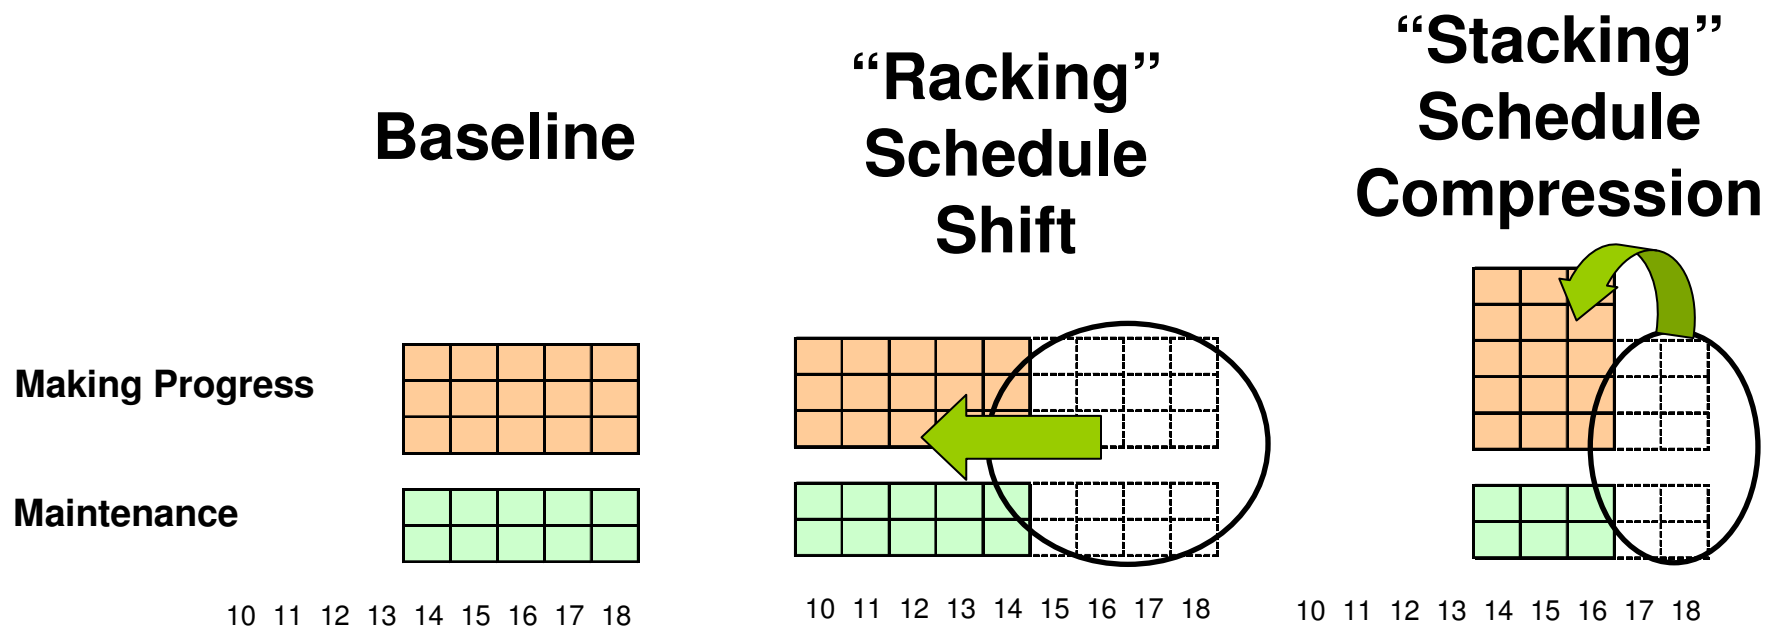 Baseline
“Racking”
Schedule
Shift
“Stacking”
Schedule
Compression
Making Progress
Maintenance
10 11 12 13 14 15 16 17 18
10 11 12 13 14 15 16 17 18
10 11 12 13 14 15 16 17 18